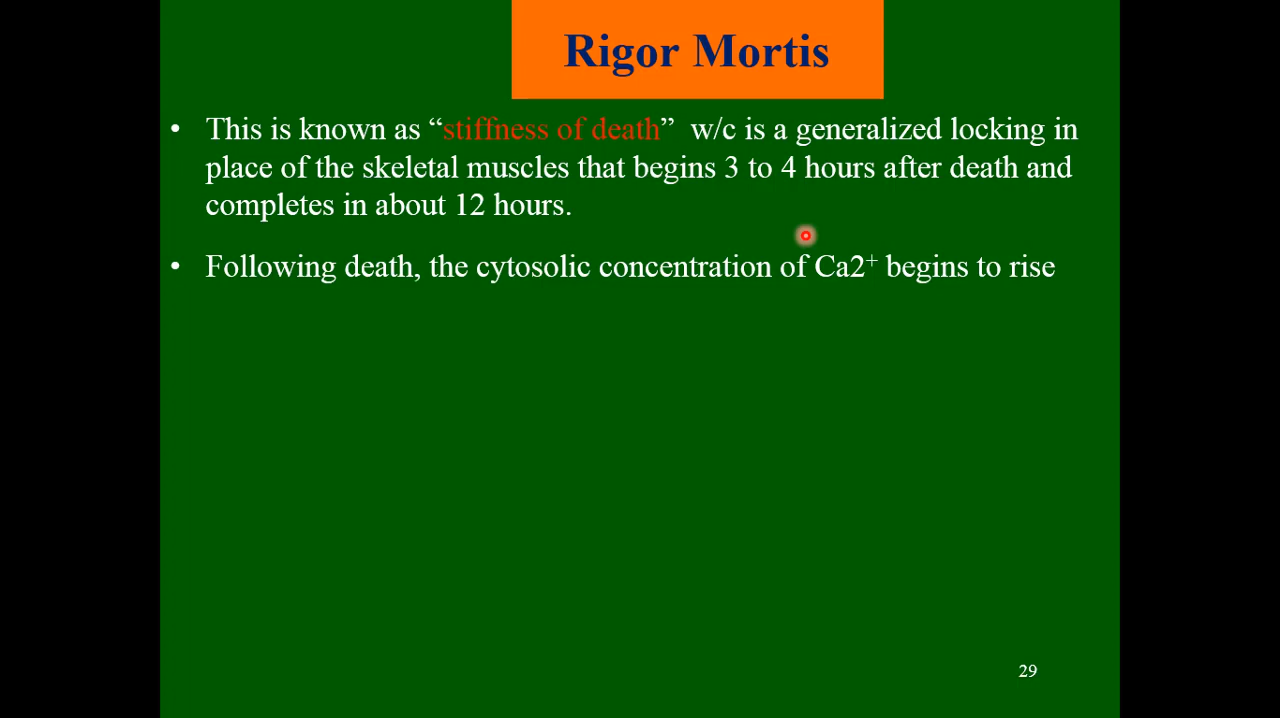 Rigor Mortis
• This is known as “stiffness of death” w/c is a generalized locking in
place of the skeletal muscles that begins 3 to 4 hours after death and
completes in about 12 hours.
• Following death, the cytosolic concentration of Ca2⁺ begins to rise
29